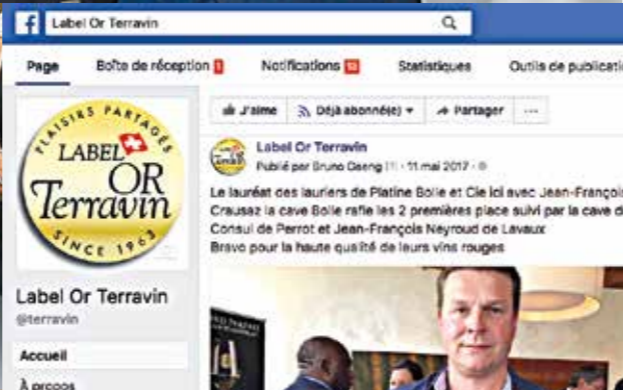 Label Or Terravin
Page Boîte de réception 1 Notifications Statistiques Outils de publicati
PLAISIRS PARTAGÉS
LABEL
OR
Terravin
SINCE 1963
Label Or Terravin
@terravin
Accueil
À propos
J'aime Déjà abonné(e) Partager ...
Label Or Terravin
Publié par Bruno Gaeng · 11 mai 2017 ·
Le lauréat des lauriers de Platine Bolle et Cie ici avec Jean-François
Crausaz la cave Bolle rafle les 2 premières place suivi par la cave d
Consul de Perrot et Jean-François Neyroud de Lavaux
Bravo pour la haute qualité de leurs vins rouges